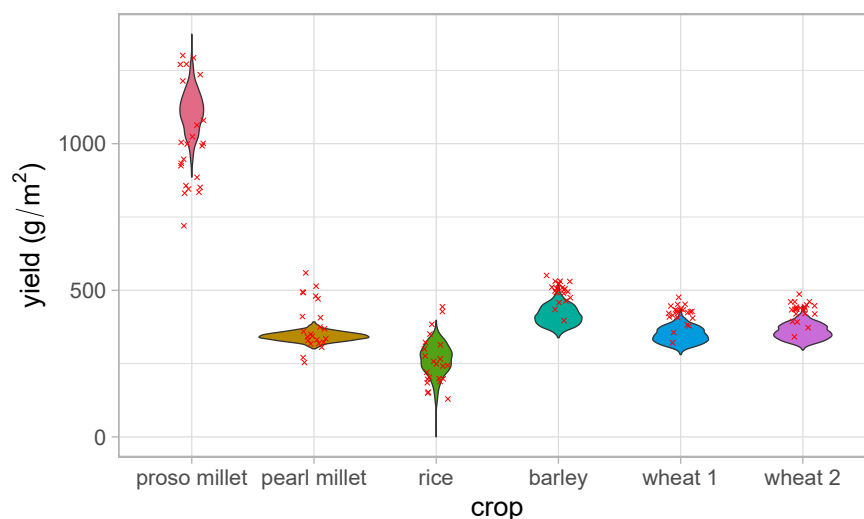 yield (g/m²)
1000
500
0
proso millet pearl millet rice barley wheat 1 wheat 2
crop